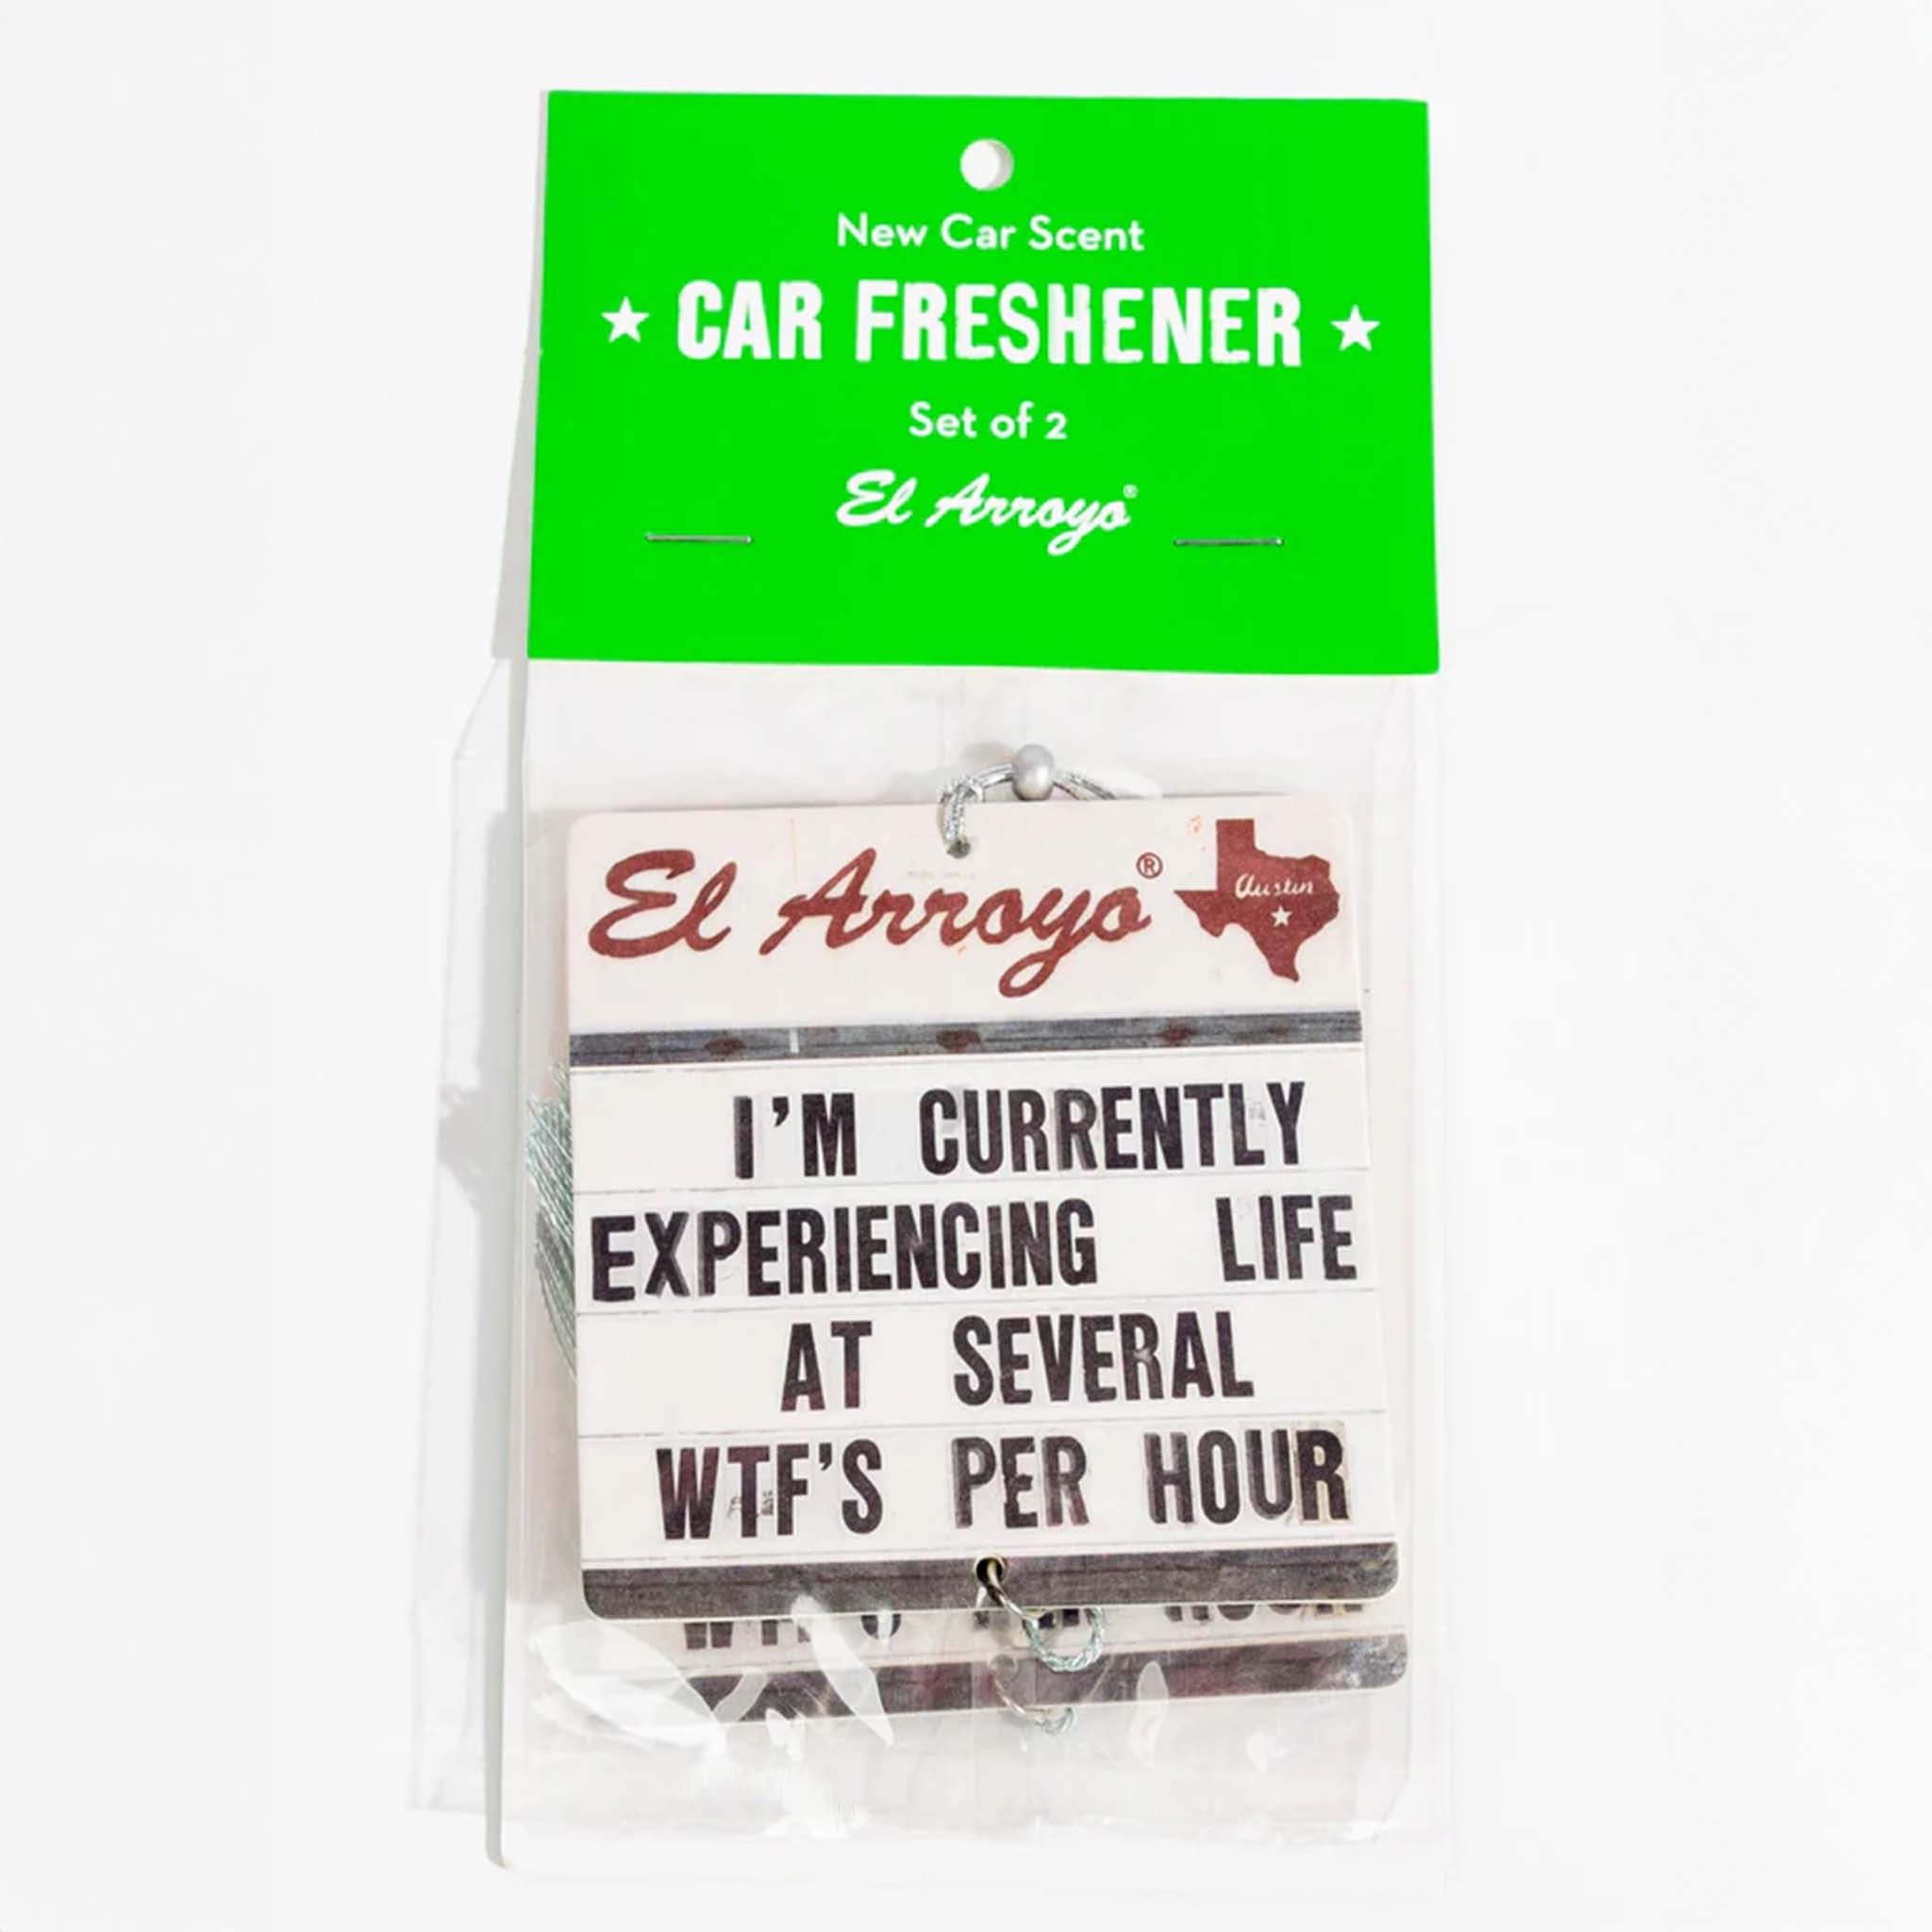 New Car Scent
★ CAR FRESHENER ★
Set of 2
El Arroyo®
El Arroyo®
Austin
I'M CURRENTLY
EXPERIENCING LIFE
AT SEVERAL
WTF'S PER HOUR